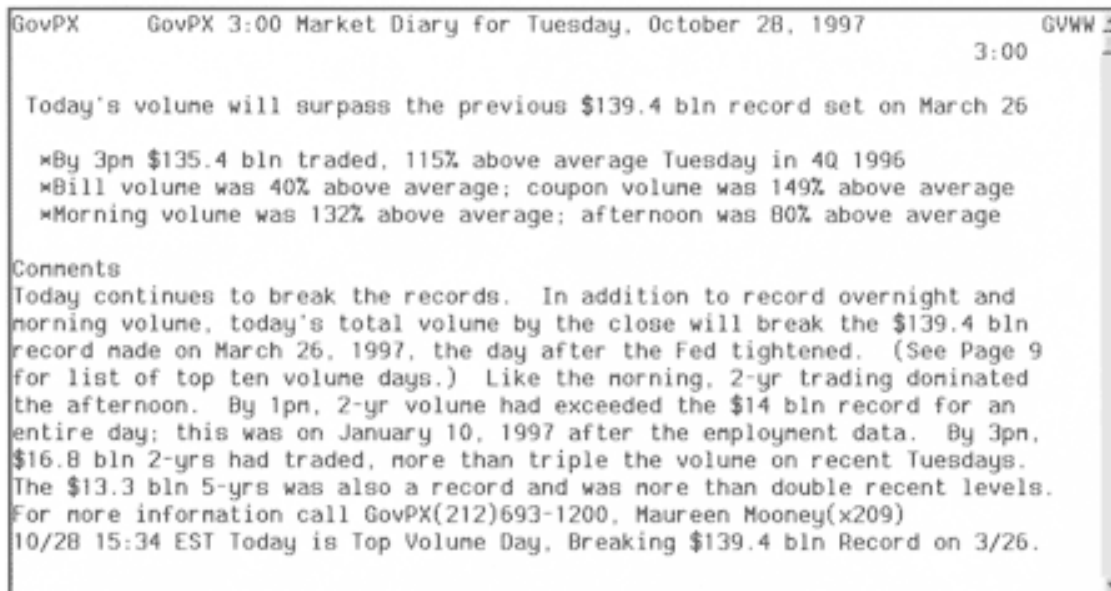 GovPX GovPX 3:00 Market Diary for Tuesday, October 28, 1997 GVWW
3:00
Today's volume will surpass the previous $139.4 bln record set on March 26
*By 3pm $135.4 bln traded, 115% above average Tuesday in 4Q 1996
*Bill volume was 40% above average; coupon volume was 149% above average
*Morning volume was 132% above average; afternoon was 80% above average
Comments
Today continues to break the records. In addition to record overnight and
morning volume, today's total volume by the close will break the $139.4 bln
record made on March 26, 1997, the day after the Fed tightened. (See Page 9
for list of top ten volume days.) Like the morning, 2-yr trading dominated
the afternoon. By 1pm, 2-yr volume had exceeded the $14 bln record for an
entire day; this was on January 10, 1997 after the employment data. By 3pm,
$16.8 bln 2-yrs had traded, more than triple the volume on recent Tuesdays.
The $13.3 bln 5-yrs was also a record and was more than double recent levels.
For more information call GovPX(212)693-1200, Maureen Mooney(x209)
10/28 15:34 EST Today is Top Volume Day, Breaking $139.4 bln Record on 3/26.